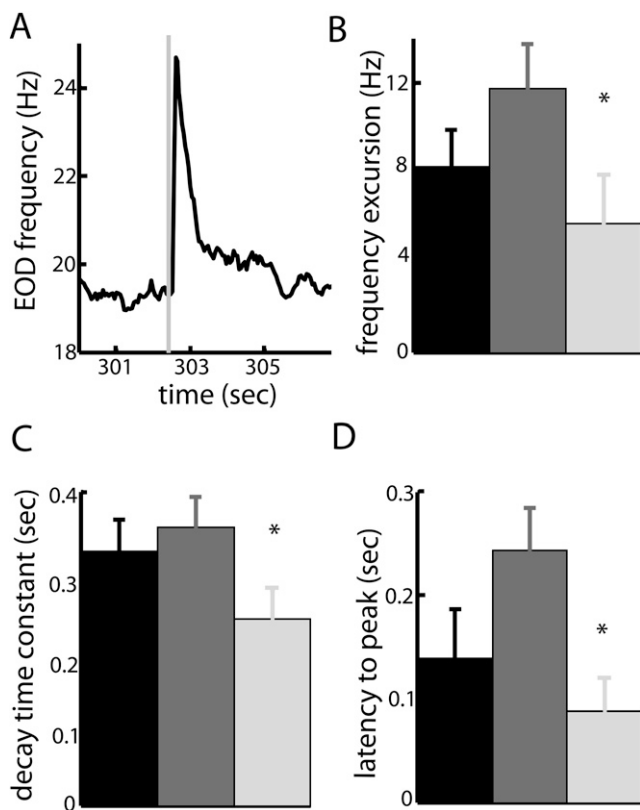 A
EOD frequency (Hz)
24
22
20
18
301
303
305
time (sec)
B
frequency excursion (Hz)
12
8
4
0
*
C
decay time constant (sec)
0.4
0.3
0.2
0.1
0
*
D
latency to peak (sec)
0.3
0.2
0.1
0
*